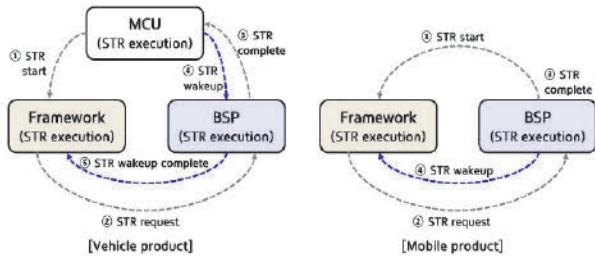 MCU
(STR execution)
① STR
start
③ STR
complete
④ STR
wakeup
Framework
(STR execution)
BSP
(STR execution)
⑤ STR wakeup complete
② STR request
[Vehicle product]
① STR start
③ STR
complete
Framework
(STR execution)
BSP
(STR execution)
④ STR wakeup
② STR request
[Mobile product]